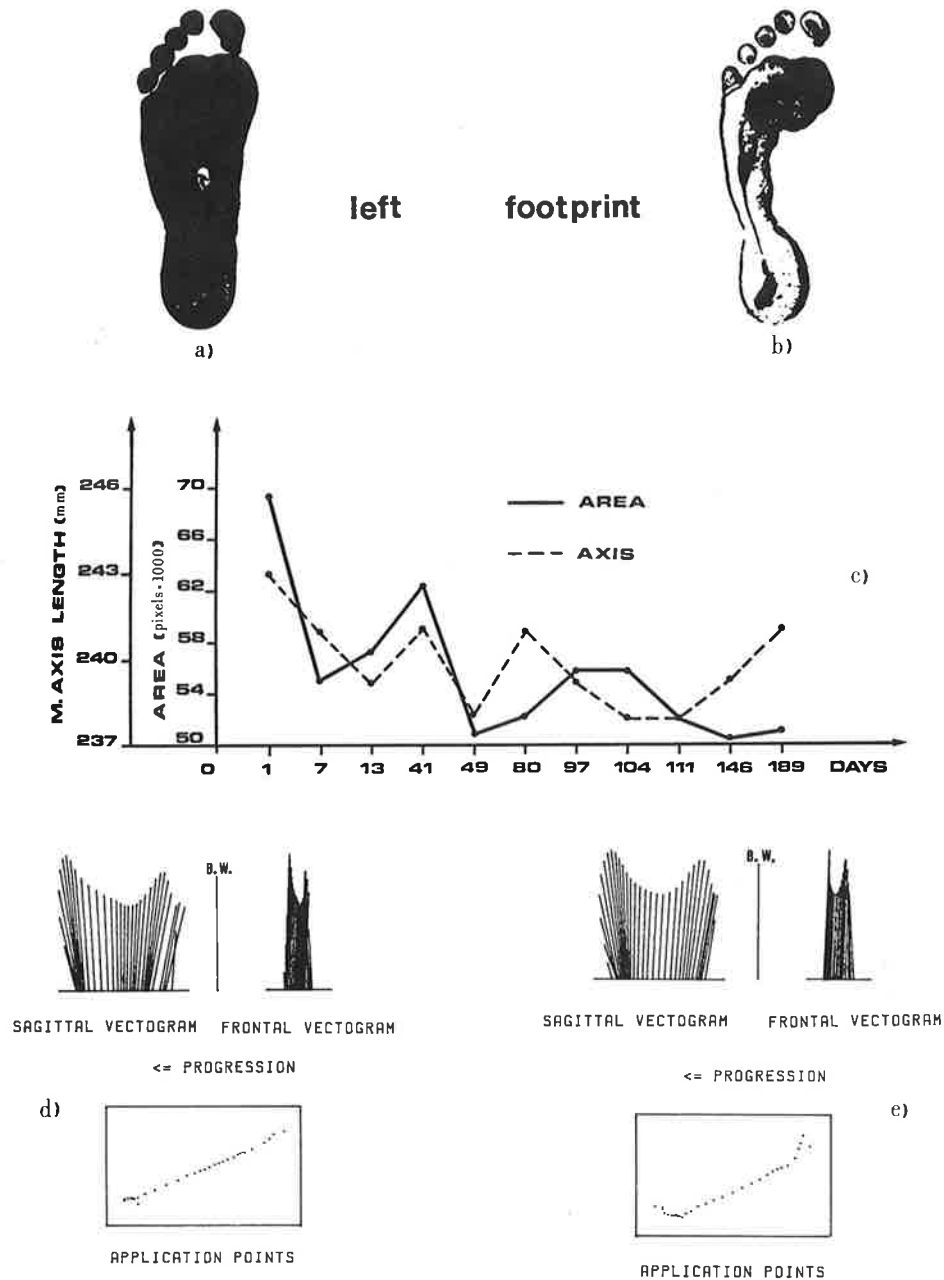 left footprint
a)
b)
M. AXIS LENGTH (mm)
246
243
240
237
AREA (pixels·1000)
70
66
62
58
54
50
AREA
AXIS
c)
0 1 7 13 41 49 80 97 104 111 146 189 DAYS
B.W.
B.W.
SAGITTAL VECTOGRAM FRONTAL VECTOGRAM
SAGITTAL VECTOGRAM FRONTAL VECTOGRAM
<= PROGRESSION
<= PROGRESSION
d)
e)
APPLICATION POINTS
APPLICATION POINTS